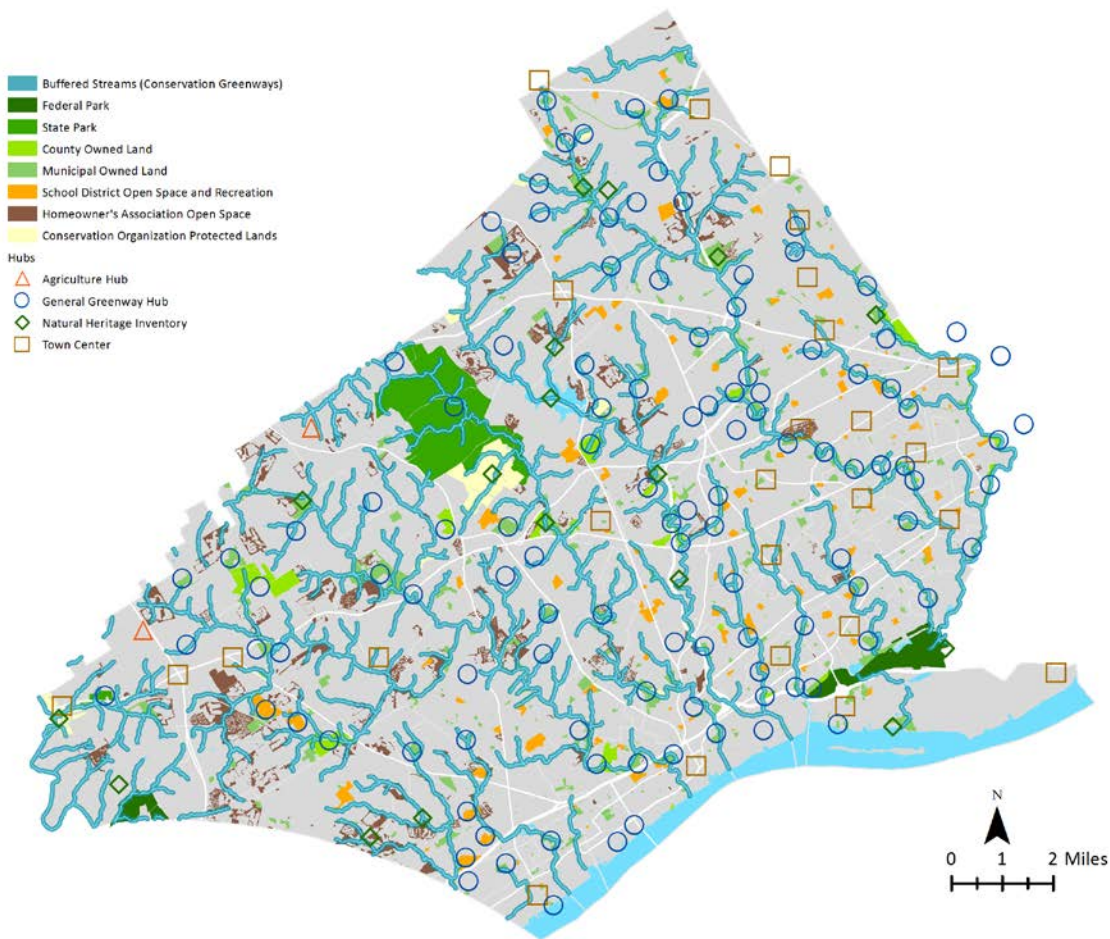 Buffered Streams (Conservation Greenways)
Federal Park
State Park
County Owned Land
Municipal Owned Land
School District Open Space and Recreation
Homeowner's Association Open Space
Conservation Organization Protected Lands
Hubs
Agriculture Hub
General Greenway Hub
Natural Heritage Inventory
Town Center
N
0 1 2 Miles